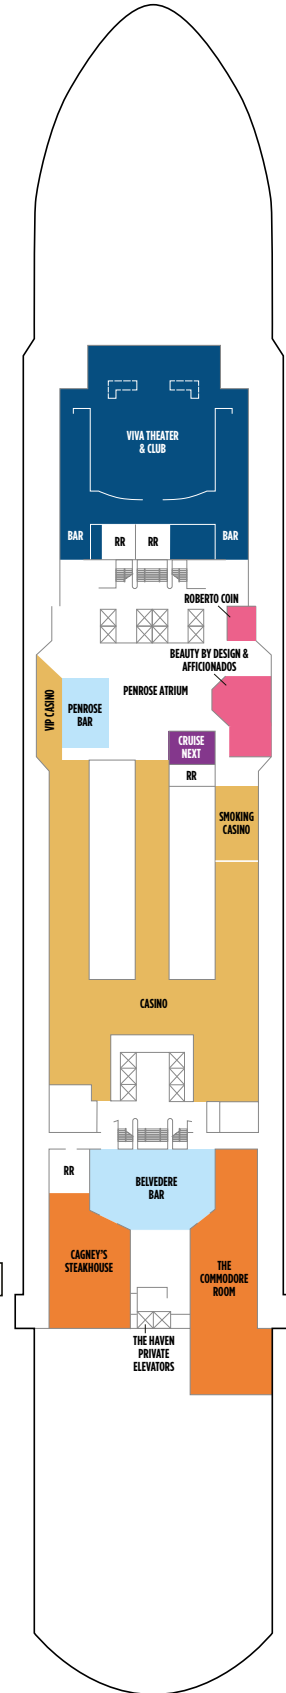 VIVA THEATER
& CLUB
BAR
RR
RR
BAR
ROBERTO COIN
BEAUTY BY DESIGN &
AFFICIONADOS
VIP CASINO
PENROSE
BAR
PENROSE ATRIUM
CRUISE
NEXT
RR
SMOKING
CASINO
CASINO
RR
BELVEDERE
BAR
CAGNEY'S
STEAKHOUSE
THE
COMMODORE
ROOM
THE HAVEN
PRIVATE
ELEVATORS